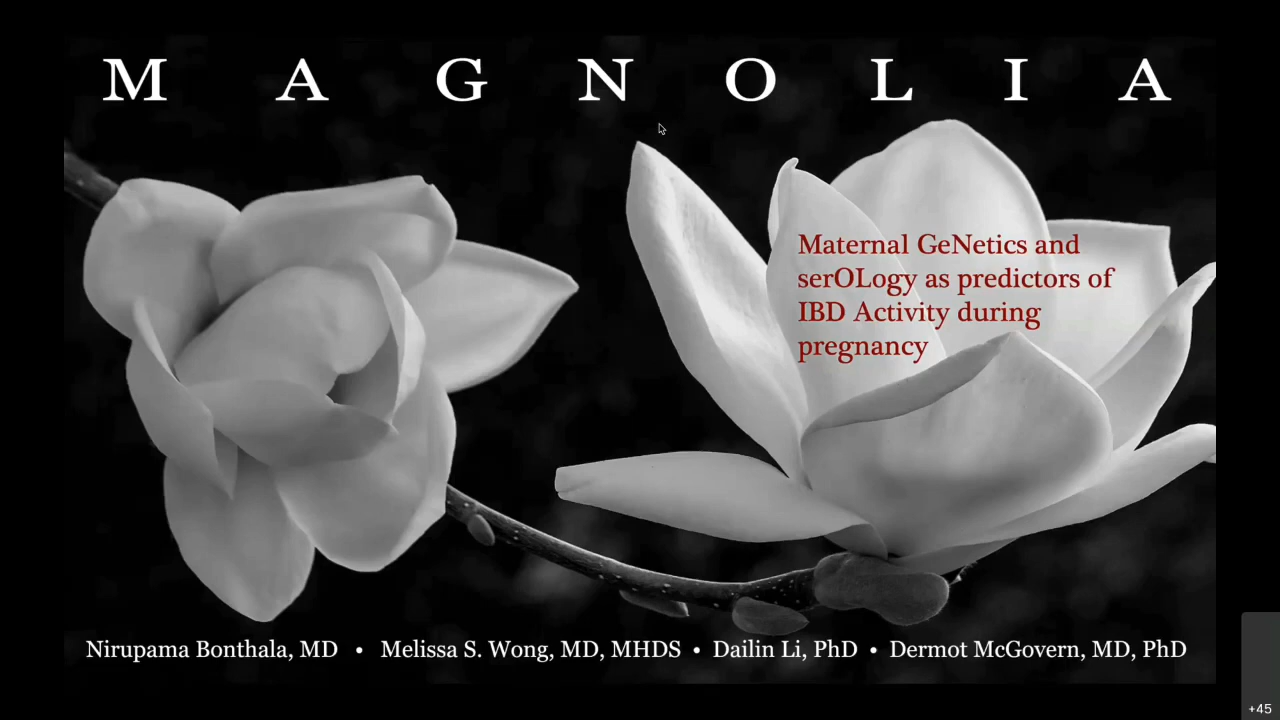 M A G N O L I A
Maternal GeNetics and
serOLogy as predictors of
IBD Activity during
pregnancy
Nirupama Bonthala, MD • Melissa S. Wong, MD, MHDS • Dailin Li, PhD • Dermot McGovern, MD, PhD
+45